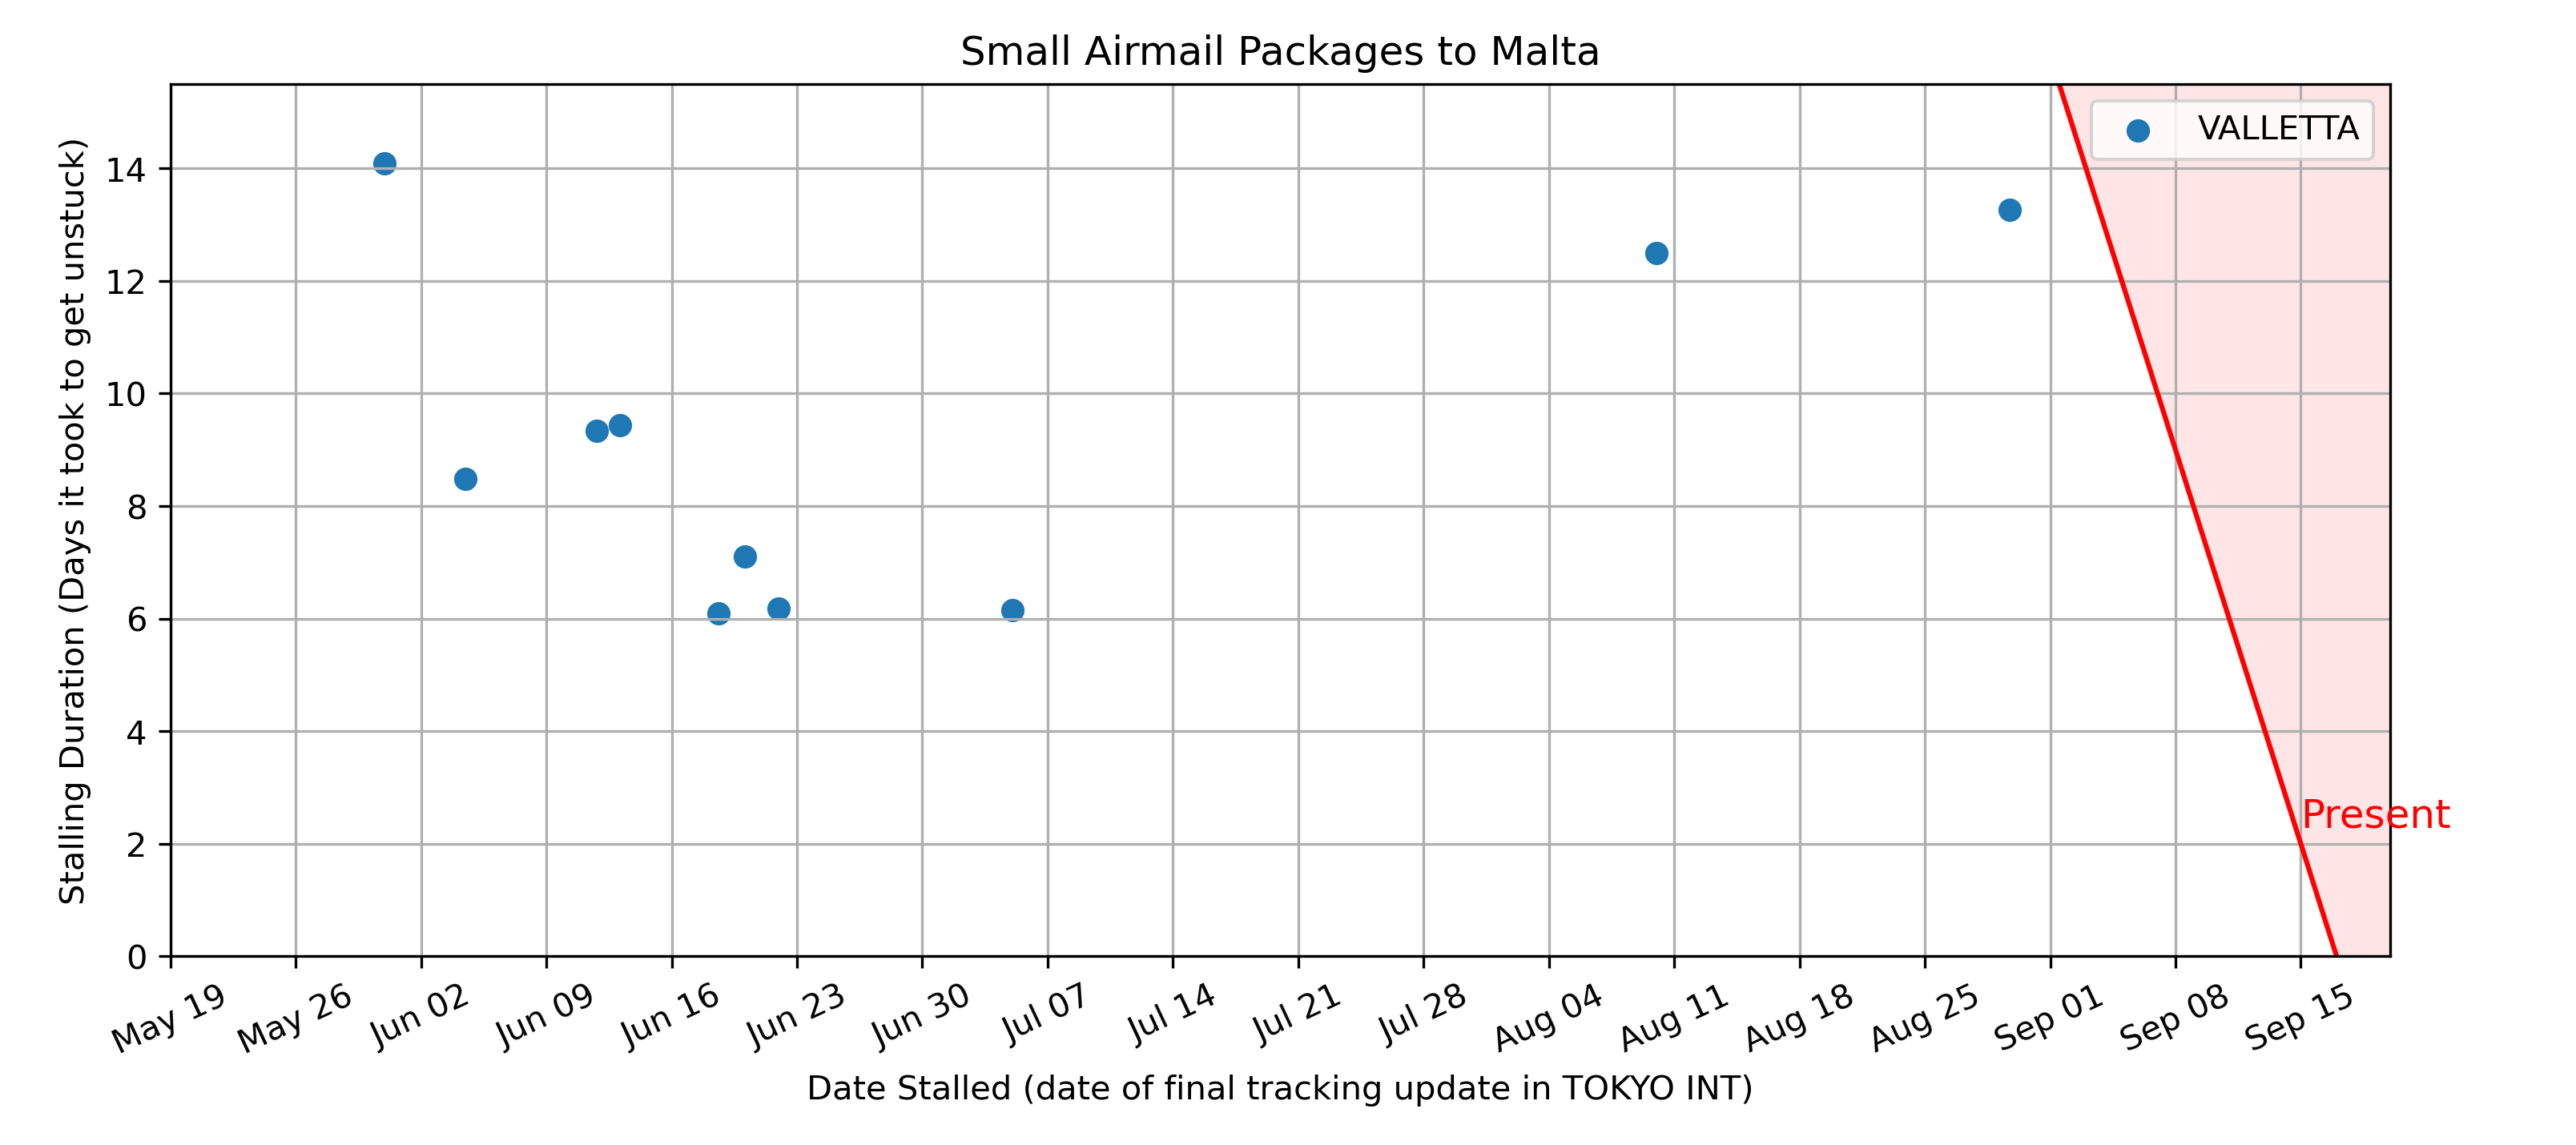 Small Airmail Packages to Malta
VALLETTA
Stalling Duration (Days it took to get unstuck)
14
12
10
8
6
4
2
0
Present
May 19
May 26
Jun 02
Jun 09
Jun 16
Jun 23
Jun 30
Jul 07
Jul 14
Jul 21
Jul 28
Aug 04
Aug 11
Aug 18
Aug 25
Sep 01
Sep 08
Sep 15
Date Stalled (date of final tracking update in TOKYO INT)